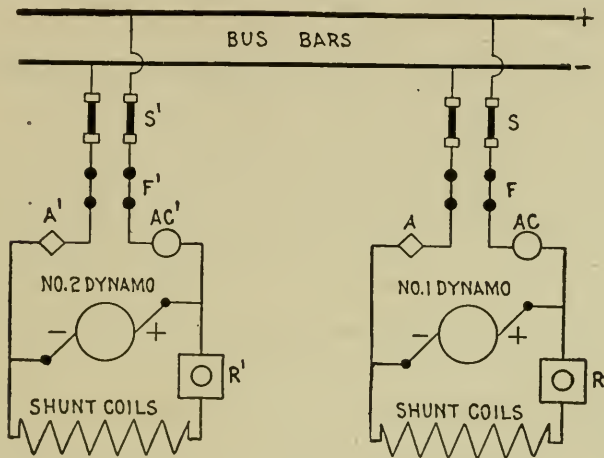 +
BUS BARS
-
S'
S
F'
F
A'
AC'
A
AC
NO.2 DYNAMO
NO.1 DYNAMO
- +
- +
R'
R
SHUNT COILS
SHUNT COILS